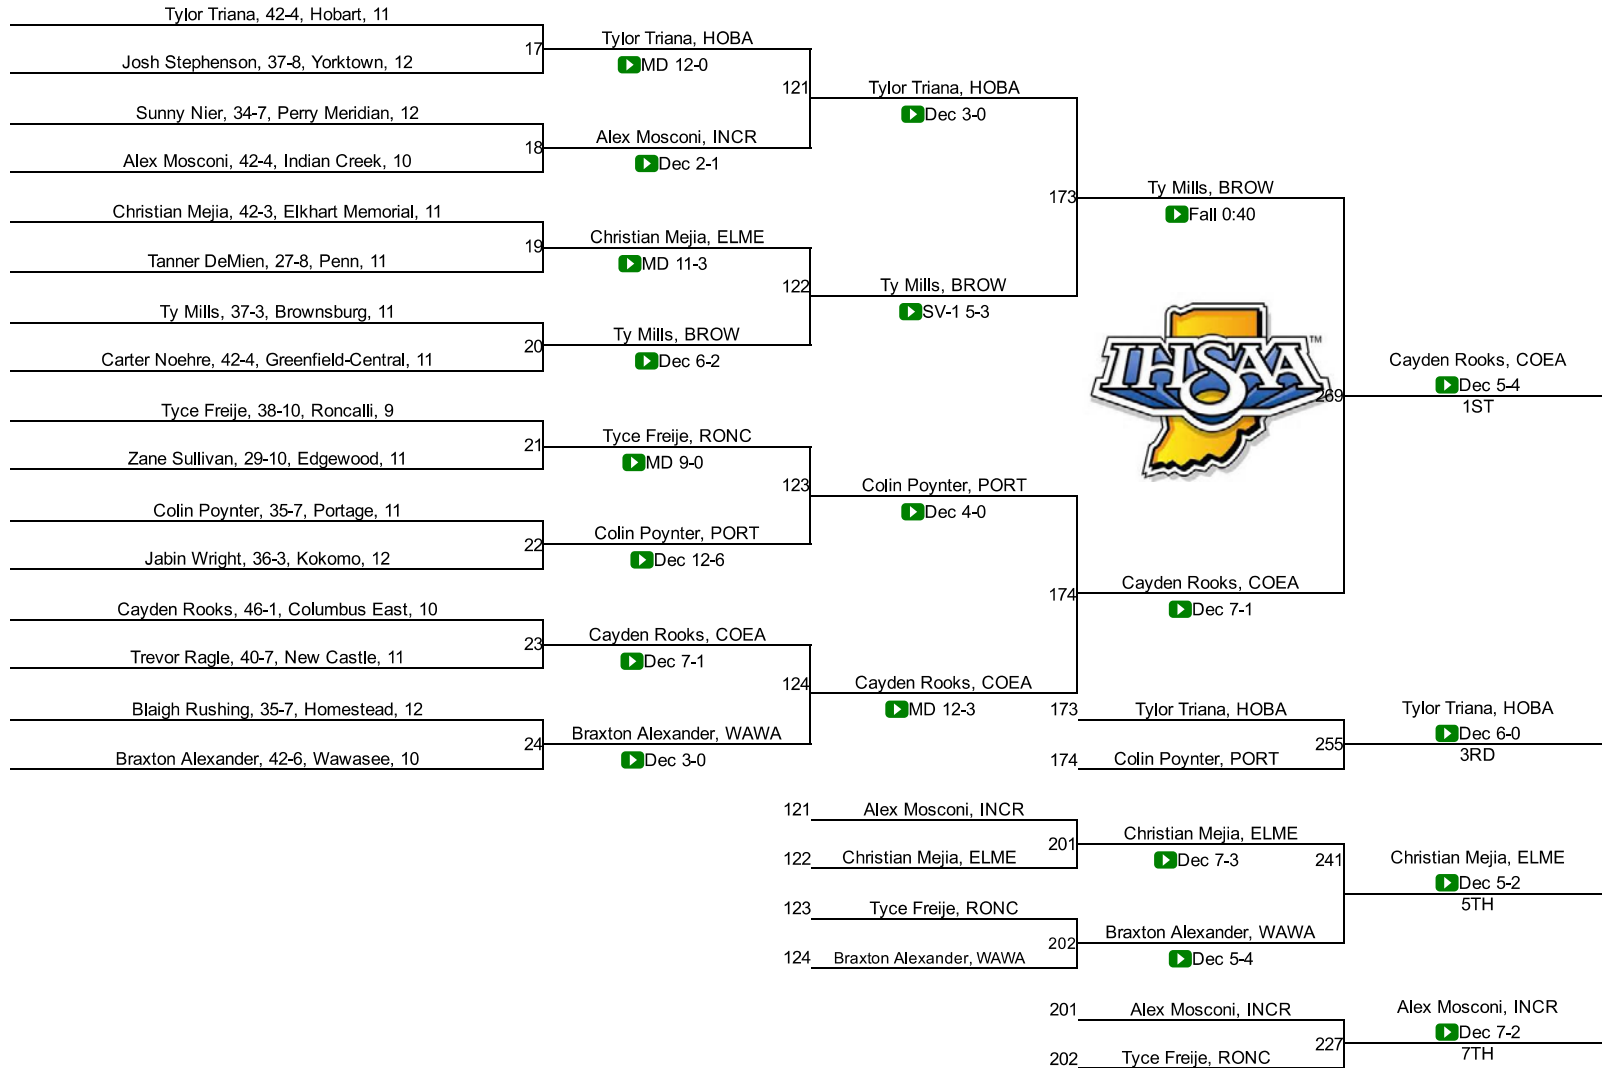 Tylor Triana, 42-4, Hobart, 11
17
Josh Stephenson, 37-8, Yorktown, 12
Tylor Triana, HOBA
MD 12-0
121
Sunny Nier, 34-7, Perry Meridian, 12
18
Alex Mosconi, 42-4, Indian Creek, 10
Alex Mosconi, INCR
Dec 2-1
Tylor Triana, HOBA
Dec 3-0
173
Christian Mejia, 42-3, Elkhart Memorial, 11
19
Tanner DeMien, 27-8, Penn, 11
Christian Mejia, ELME
MD 11-3
122
Ty Mills, 37-3, Brownsburg, 11
20
Carter Noehre, 42-4, Greenfield-Central, 11
Ty Mills, BROW
Dec 6-2
Ty Mills, BROW
SV-1 5-3
Ty Mills, BROW
Fall 0:40
IHSAA
TM
269
Cayden Rooks, COEA
Dec 5-4
1ST
Tyce Freije, 38-10, Roncalli, 9
21
Zane Sullivan, 29-10, Edgewood, 11
Tyce Freije, RONC
MD 9-0
123
Colin Poynter, 35-7, Portage, 11
22
Jabin Wright, 36-3, Kokomo, 12
Colin Poynter, PORT
Dec 12-6
Colin Poynter, PORT
Dec 4-0
174
Cayden Rooks, COEA
Dec 7-1
Cayden Rooks, 46-1, Columbus East, 10
23
Trevor Ragle, 40-7, New Castle, 11
Cayden Rooks, COEA
Dec 7-1
124
Blaigh Rushing, 35-7, Homestead, 12
24
Braxton Alexander, 42-6, Wawasee, 10
Braxton Alexander, WAWA
Dec 3-0
Cayden Rooks, COEA
MD 12-3
173
Tylor Triana, HOBA
255
174
Colin Poynter, PORT
Tylor Triana, HOBA
Dec 6-0
3RD
121
Alex Mosconi, INCR
201
122
Christian Mejia, ELME
Christian Mejia, ELME
Dec 7-3
241
Christian Mejia, ELME
Dec 5-2
5TH
123
Tyce Freije, RONC
202
124
Braxton Alexander, WAWA
Braxton Alexander, WAWA
Dec 5-4
201
Alex Mosconi, INCR
227
202
Tyce Freije, RONC
Alex Mosconi, INCR
Dec 7-2
7TH